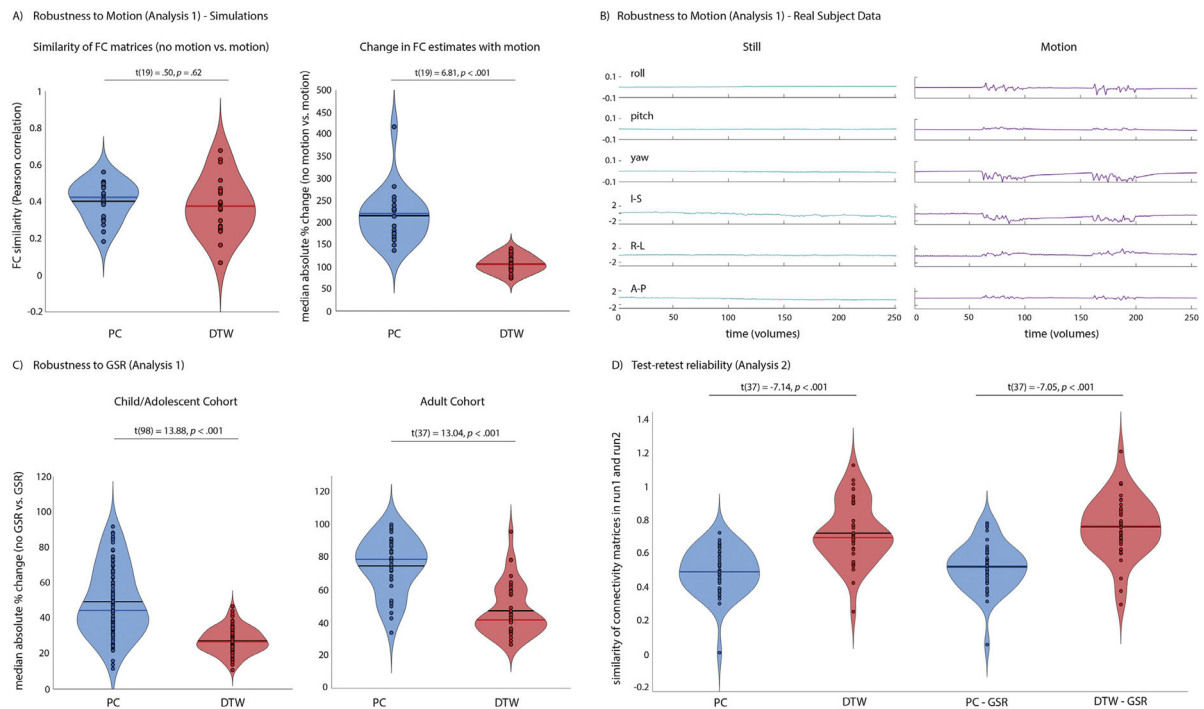 A) Robustness to Motion (Analysis 1) - Simulations
Similarity of FC matrices (no motion vs. motion)
t(19) = .50, p = .62
FC similarity (Pearson correlation)
1
0.8
0.6
0.4
0.2
0
-0.2
PC
DTW
Change in FC estimates with motion
t(19) = 6.81, p < .001
median absolute % change (no motion vs. motion)
500
450
400
350
300
250
200
150
100
50
0
PC
DTW
B) Robustness to Motion (Analysis 1) - Real Subject Data
Still
Motion
0.1
roll
-0.1
pitch
0.1
yaw
-0.1
I-S
2
-2
R-L
2
-2
A-P
2
-2
0
50
100
150
200
250
time (volumes)
0
50
100
150
200
250
time (volumes)
C) Robustness to GSR (Analysis 1)
Child/Adolescent Cohort
t(98) = 13.88, p < .001
median absolute % change (no GSR vs. GSR)
120
100
80
60
40
20
0
PC
DTW
Adult Cohort
t(37) = 13.04, p < .001
120
100
80
60
40
20
0
PC
DTW
D) Test-retest reliability (Analysis 2)
t(37) = -7.14, p < .001
t(37) = -7.05, p < .001
similarity of connectivity matrices in run1 and run2
1.4
1.2
1
0.8
0.6
0.4
0.2
0
-0.2
PC
DTW
PC - GSR
DTW - GSR